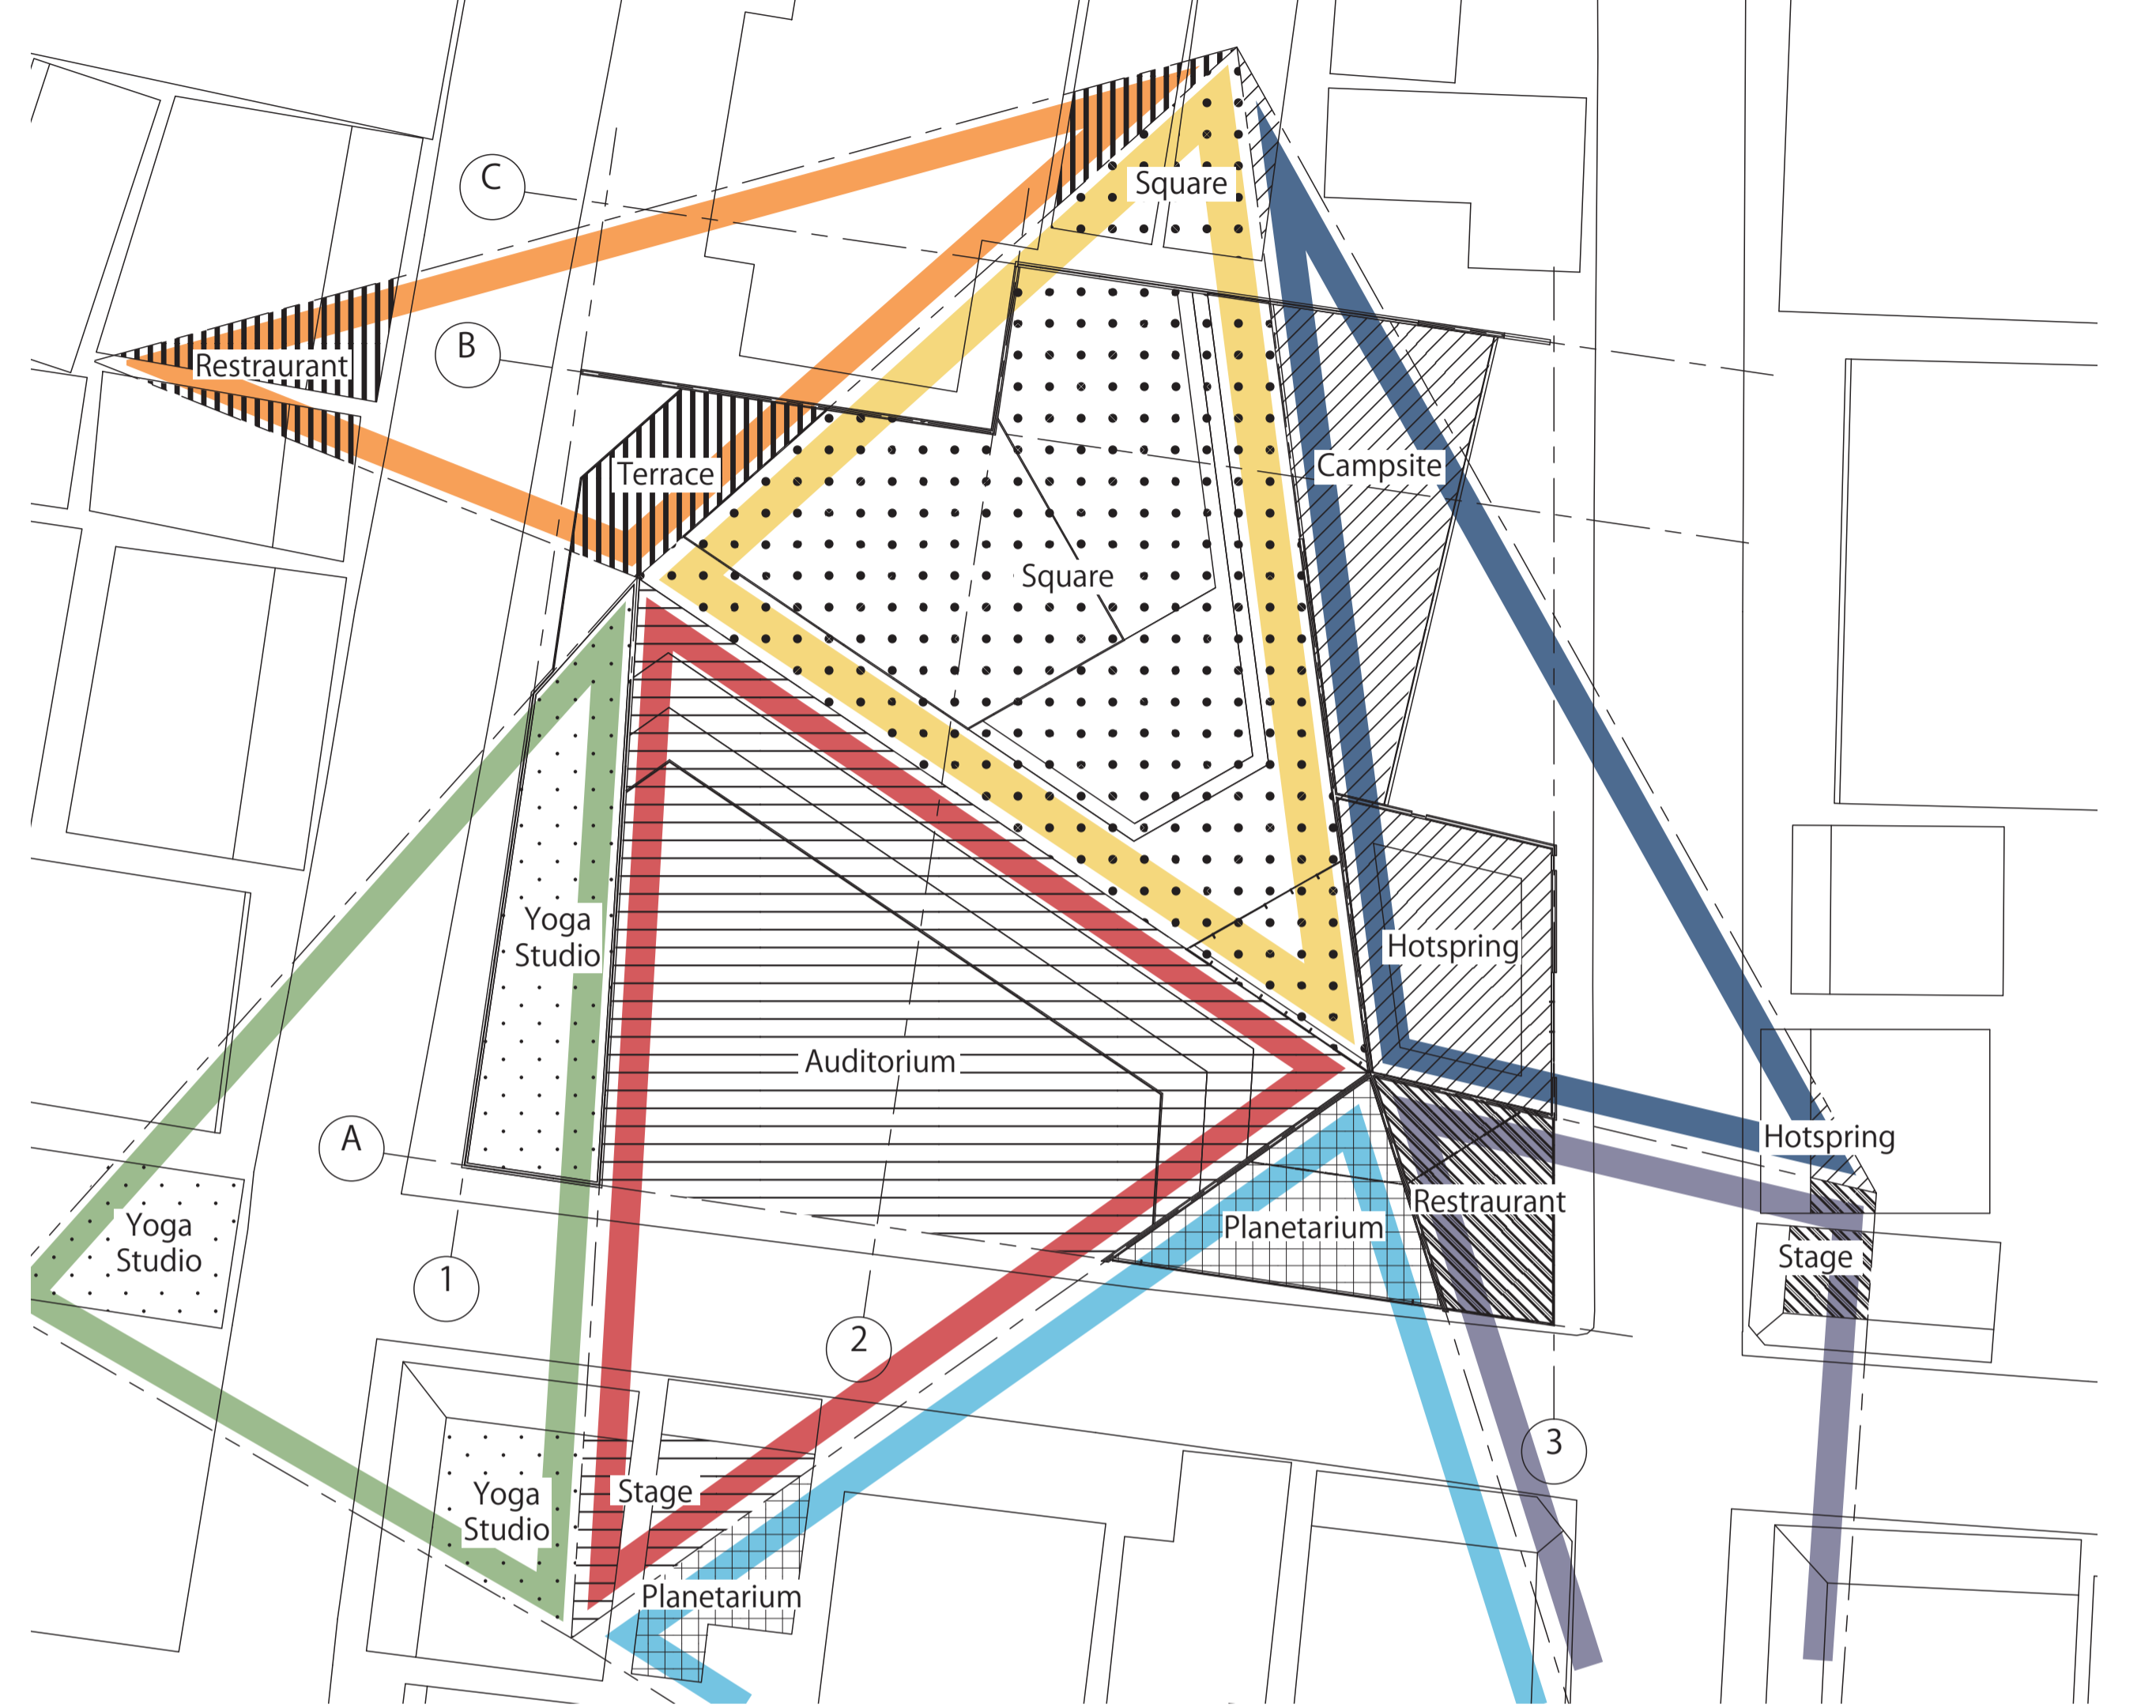 C
Square
B
Restraurant
Terrace
Campsite
Square
Yoga
Studio
Hotspring
Auditorium
A
Hotspring
Restraurant
Yoga
Studio
Planetarium
Stage
1
2
3
Stage
Yoga
Studio
Planetarium